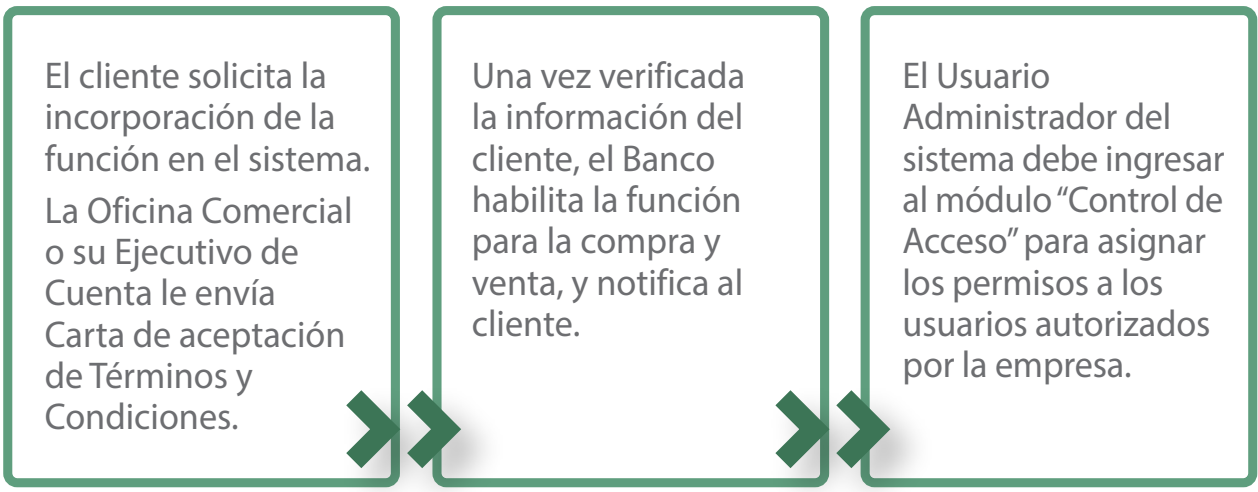 El cliente solicita la
incorporación de la
función en el sistema.
La Oficina Comercial
o su Ejecutivo de
Cuenta le envía
Carta de aceptación
de Términos y
Condiciones.
Una vez verificada
la información del
cliente, el Banco
habilita la función
para la compra y
venta, y notifica al
cliente.
El Usuario
Administrador del
sistema debe ingresar
al módulo “Control de
Acceso” para asignar
los permisos a los
usuarios autorizados
por la empresa.